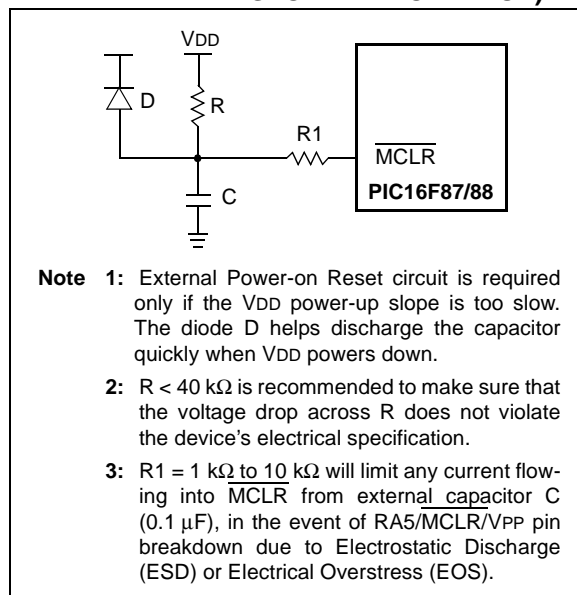 VDD
D
R
R1
MCLR
C
PIC16F87/88
Note 1: External Power-on Reset circuit is required
only if the VDD power-up slope is too slow.
The diode D helps discharge the capacitor
quickly when VDD powers down.
2: R < 40 kΩ is recommended to make sure that
the voltage drop across R does not violate
the device's electrical specification.
3: R1 = 1 kΩ to 10 kΩ will limit any current flow-
ing into MCLR from external capacitor C
(0.1 μF), in the event of RA5/MCLR/VPP pin
breakdown due to Electrostatic Discharge
(ESD) or Electrical Overstress (EOS).